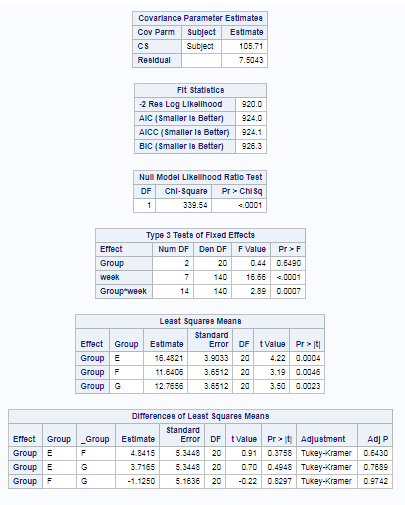 Covariance Parameter Estimates
Cov Parm Subject Estimate
CS Subject 105.71
Residual 7.5043
Fit Statistics
-2 Res Log Likelihood 920.0
AIC (Smaller is Better) 924.0
AICC (Smaller is Better) 924.1
BIC (Smaller is Better) 926.3
Null Model Likelihood Ratio Test
DF Chi-Square Pr > ChiSq
1 339.54 <.0001
Type 3 Tests of Fixed Effects
Effect Num DF Den DF F Value Pr > F
Group 2 20 0.44 0.6490
week 7 140 16.66 <.0001
Group*week 14 140 2.89 0.0007
Least Squares Means
Effect Group Estimate Standard Error DF t Value Pr > |t|
Group E 16.4821 3.9033 20 4.22 0.0004
Group F 11.6406 3.6512 20 3.19 0.0046
Group G 12.7656 3.6512 20 3.50 0.0023
Differences of Least Squares Means
Effect Group _Group Estimate Standard Error DF t Value Pr > |t| Adjustment Adj P
Group E F 4.8415 5.3448 20 0.91 0.3758 Tukey-Kramer 0.6430
Group E G 3.7165 5.3448 20 0.70 0.4948 Tukey-Kramer 0.7689
Group F G -1.1250 5.1636 20 -0.22 0.8297 Tukey-Kramer 0.9742